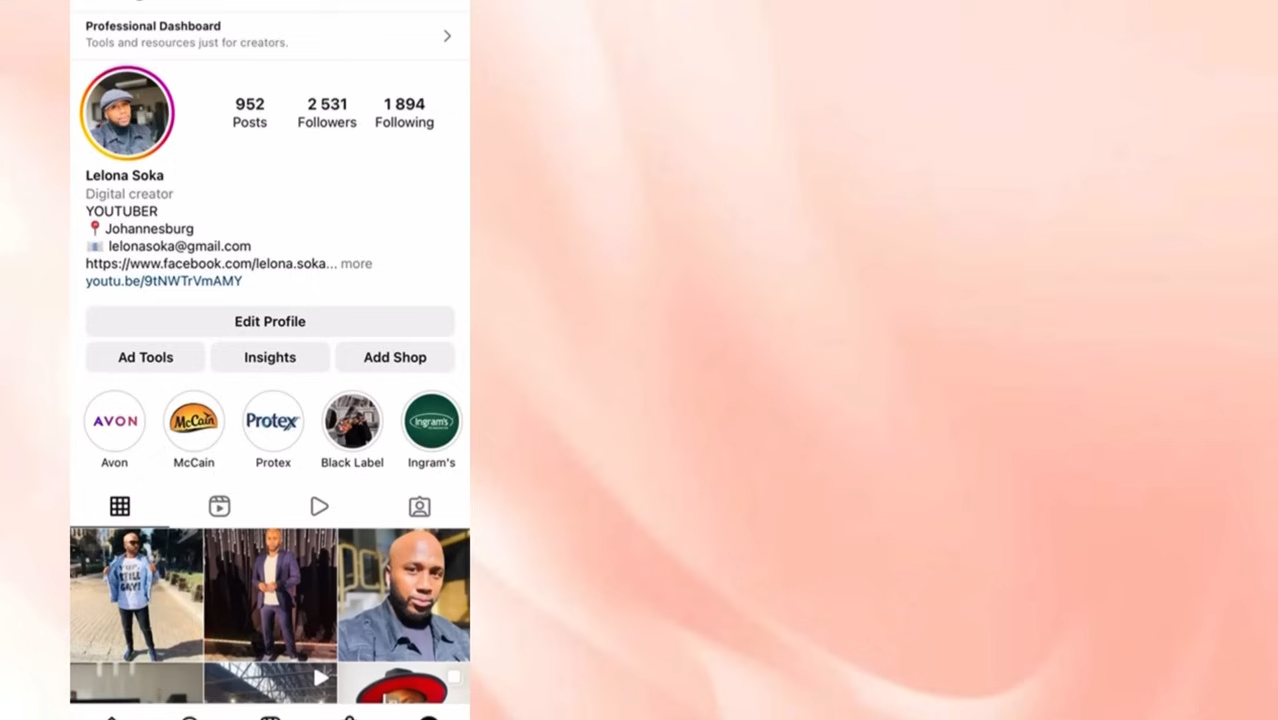 Professional Dashboard
Tools and resources just for creators.
952
2 531
1 894
Posts
Followers
Following
Lelona Soka
Digital creator
YOUTUBER
📍 Johannesburg
📧 lelonasoka@gmail.com
https://www.facebook.com/lelona.soka... more
youtu.be/9tNWTrVmAMY
Edit Profile
Ad Tools
Insights
Add Shop
AVON
McCain
Protex
Ingram's
Avon
McCain
Protex
Black Label
Ingram's
STILL
GAY!